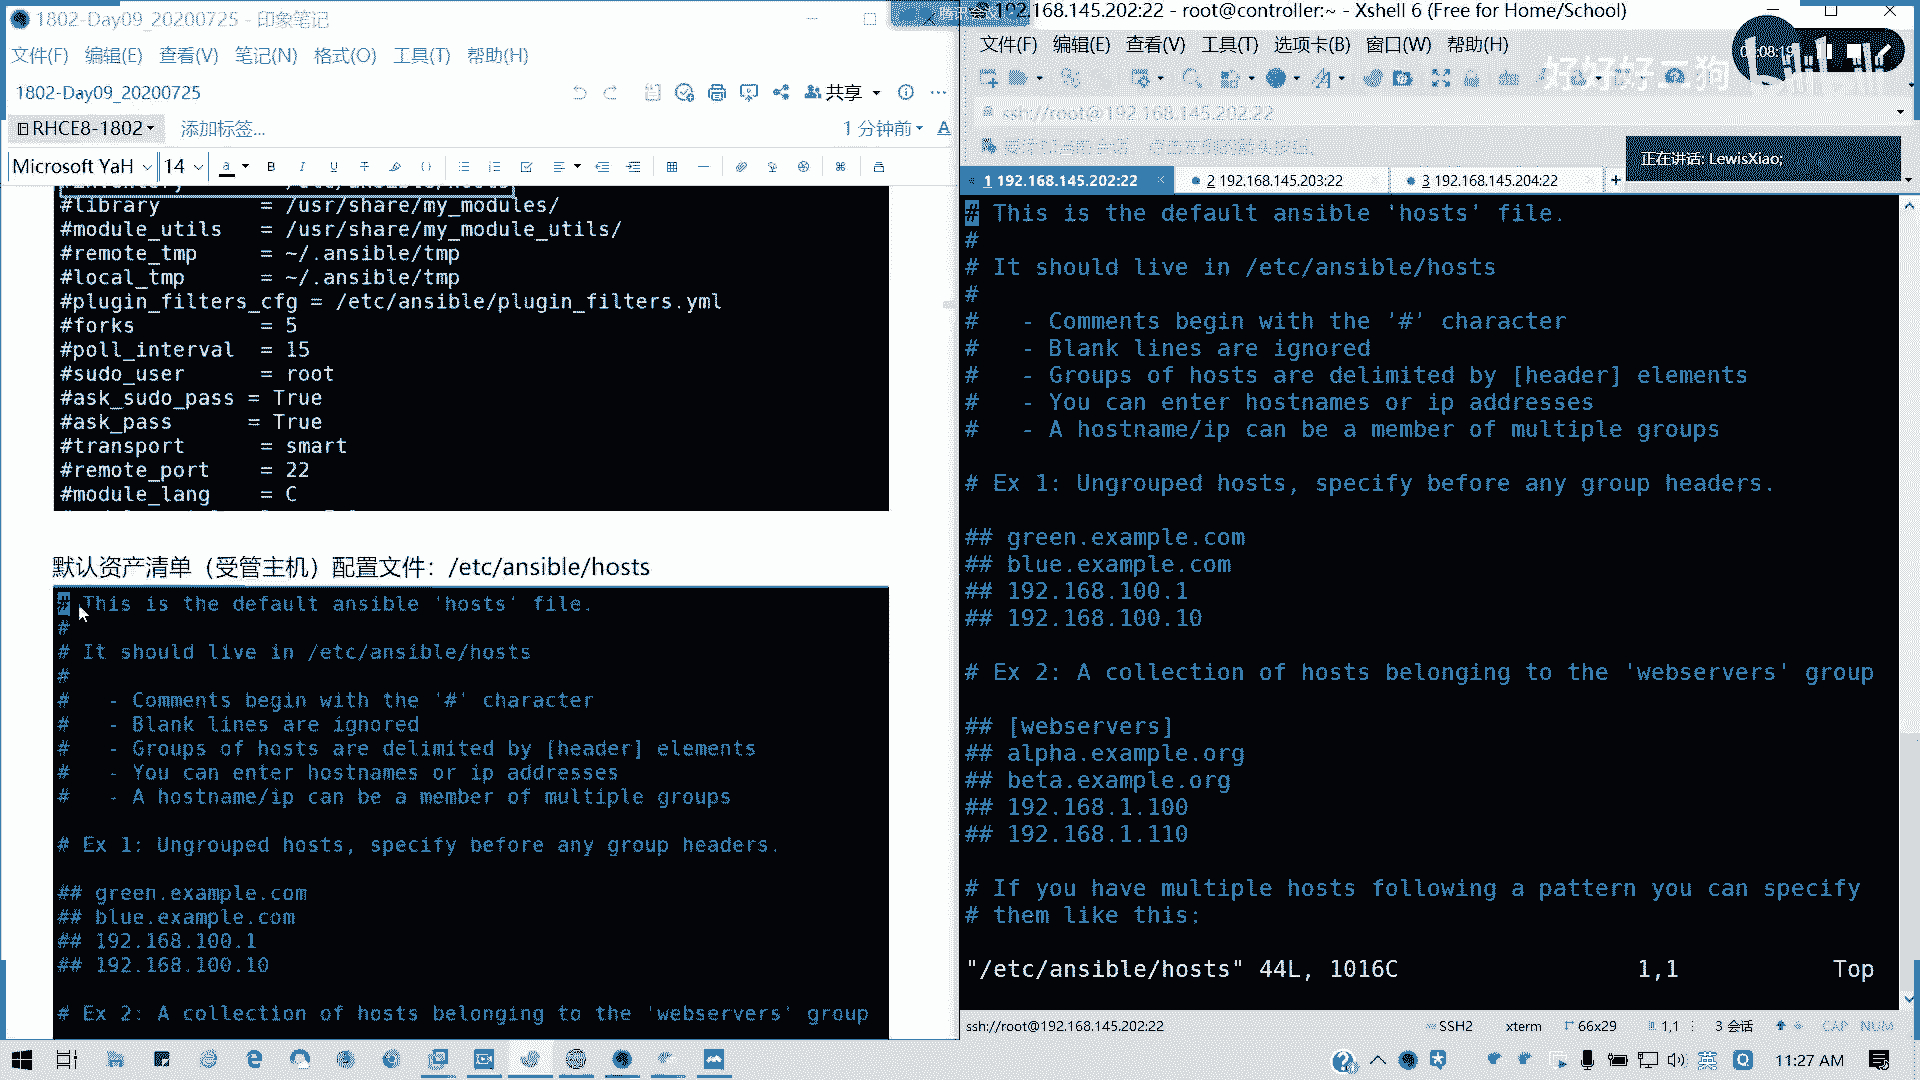 1802-Day09_20200725 - 印象笔记
文件(F) 编辑(E) 查看(V) 笔记(N) 格式(O) 工具(T) 帮助(H)
1802-Day09_20200725
共享
RHCE8-1802
添加标签...
1 分钟前
Microsoft YaH
14
#library        = /usr/share/my_modules/
#module_utils   = /usr/share/my_module_utils/
#remote_tmp     = ~/.ansible/tmp
#local_tmp      = ~/.ansible/tmp
#plugin_filters_cfg = /etc/ansible/plugin_filters.yml
#forks          = 5
#poll_interval  = 15
#sudo_user      = root
#ask_sudo_pass = True
#ask_pass      = True
#transport      = smart
#remote_port    = 22
#module_lang    = C
默认资产清单（受管主机）配置文件：/etc/ansible/hosts
# This is the default ansible 'hosts' file.
#
# It should live in /etc/ansible/hosts
#
#   - Comments begin with the '#' character
#   - Blank lines are ignored
#   - Groups of hosts are delimited by [header] elements
#   - You can enter hostnames or ip addresses
#   - A hostname/ip can be a member of multiple groups
# Ex 1: Ungrouped hosts, specify before any group headers.
## green.example.com
## blue.example.com
## 192.168.100.1
## 192.168.100.10
# Ex 2: A collection of hosts belonging to the 'webservers' group
192.168.145.202:22 - root@controller:~ - Xshell 6 (Free for Home/School)
文件(F) 编辑(E) 查看(V) 工具(T) 选项卡(B) 窗口(W) 帮助(H)
08:19
好好好二狗
ssh://root@192.168.145.202:22
正在讲话: LewisXiao;
1 192.168.145.202:22
2 192.168.145.203:22
3 192.168.145.204:22
# This is the default ansible 'hosts' file.
#
# It should live in /etc/ansible/hosts
#
#   - Comments begin with the '#' character
#   - Blank lines are ignored
#   - Groups of hosts are delimited by [header] elements
#   - You can enter hostnames or ip addresses
#   - A hostname/ip can be a member of multiple groups
# Ex 1: Ungrouped hosts, specify before any group headers.
## green.example.com
## blue.example.com
## 192.168.100.1
## 192.168.100.10
# Ex 2: A collection of hosts belonging to the 'webservers' group
## [webservers]
## alpha.example.org
## beta.example.org
## 192.168.1.100
## 192.168.1.110
# If you have multiple hosts following a pattern you can specify
# them like this:
"/etc/ansible/hosts" 44L, 1016C 1,1 Top
ssh://root@192.168.145.202:22 SSH2 xterm 66x29 1,1 3 会话 CAP NUM
英
11:27 AM